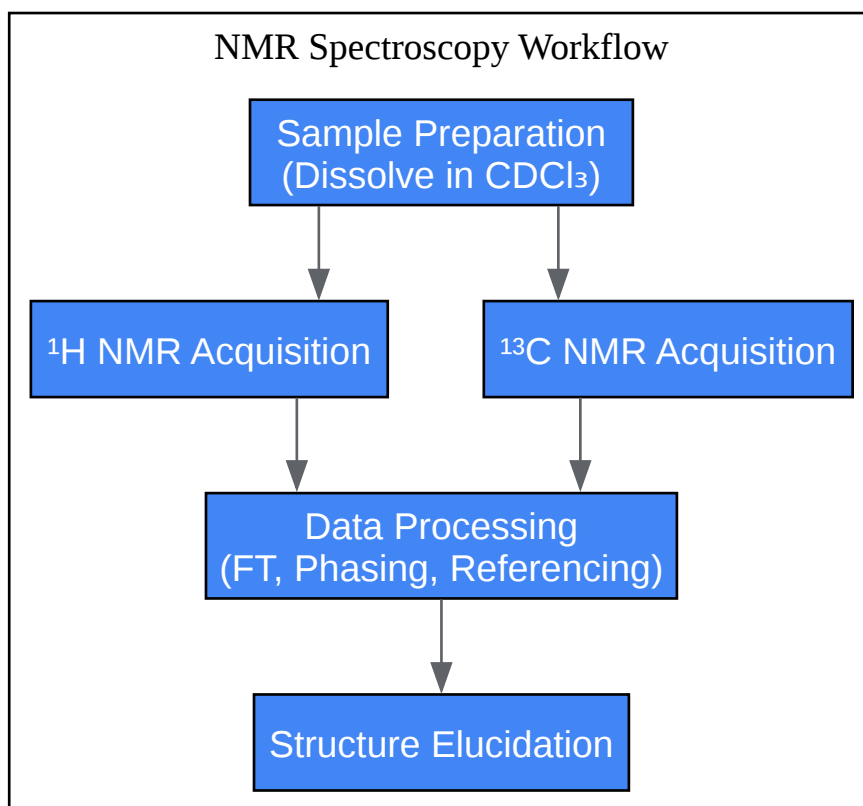 NMR Spectroscopy Workflow
Sample Preparation
(Dissolve in CDCl₃)
¹H NMR Acquisition
¹³C NMR Acquisition
Data Processing
(FT, Phasing, Referencing)
Structure Elucidation